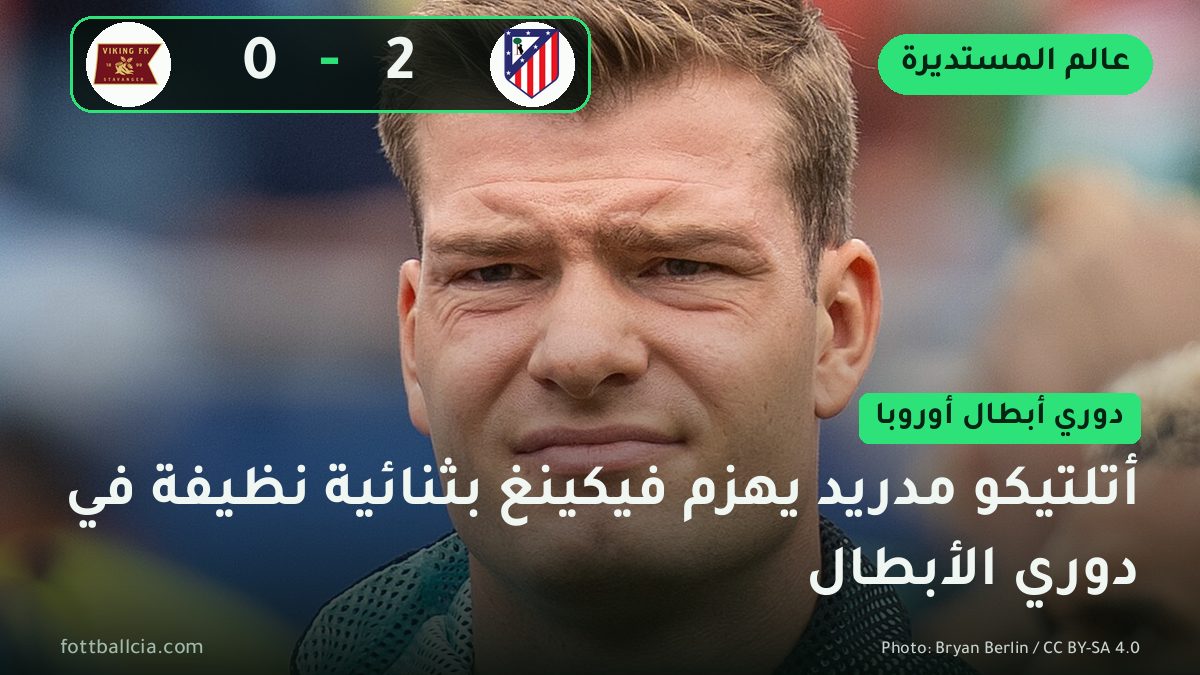 عالم المستديرة
VIKING FK
STAVANGER
0 - 2
دوري أبطال أوروبا
أتلتيكو مدريد يهزم فيكينغ بثنائية نظيفة في
دوري الأبطال
fottballcia.com
Photo: Bryan Berlin / CC BY-SA 4.0